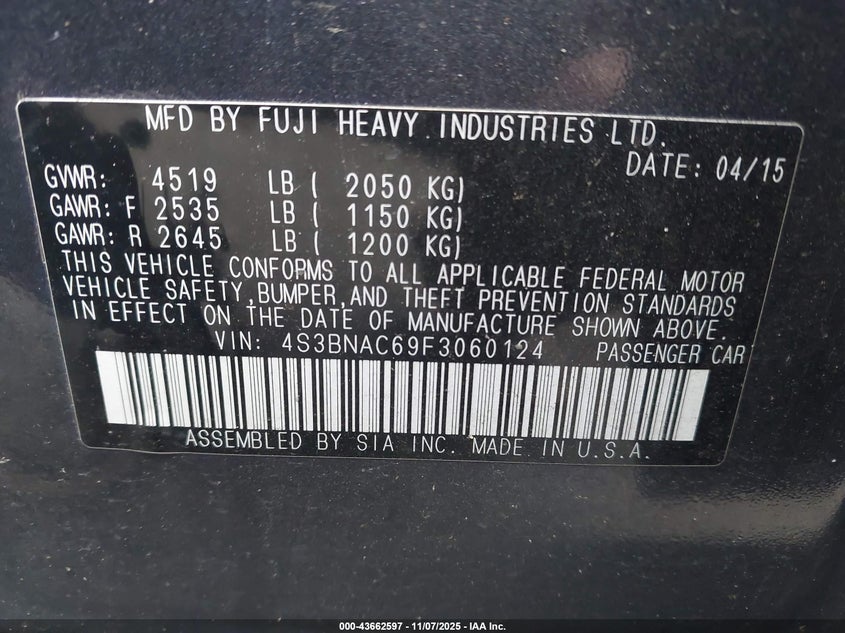 MFD BY FUJI HEAVY INDUSTRIES LTD.
DATE: 04/15
GVWR: 4519 LB ( 2050 KG)
GAWR: F 2535 LB ( 1150 KG)
GAWR: R 2645 LB ( 1200 KG)
THIS VEHICLE CONFORMS TO ALL APPLICABLE FEDERAL MOTOR
VEHICLE SAFETY,BUMPER,AND THEFT PREVENTION STANDARDS
IN EFFECT ON THE DATE OF MANUFACTURE SHOWN ABOVE.
VIN: 4S3BNAC69F3060124 PASSENGER CAR
ASSEMBLED BY SIA INC. MADE IN U.S.A.
000-43662597 - 11/07/2025 - IAA Inc.